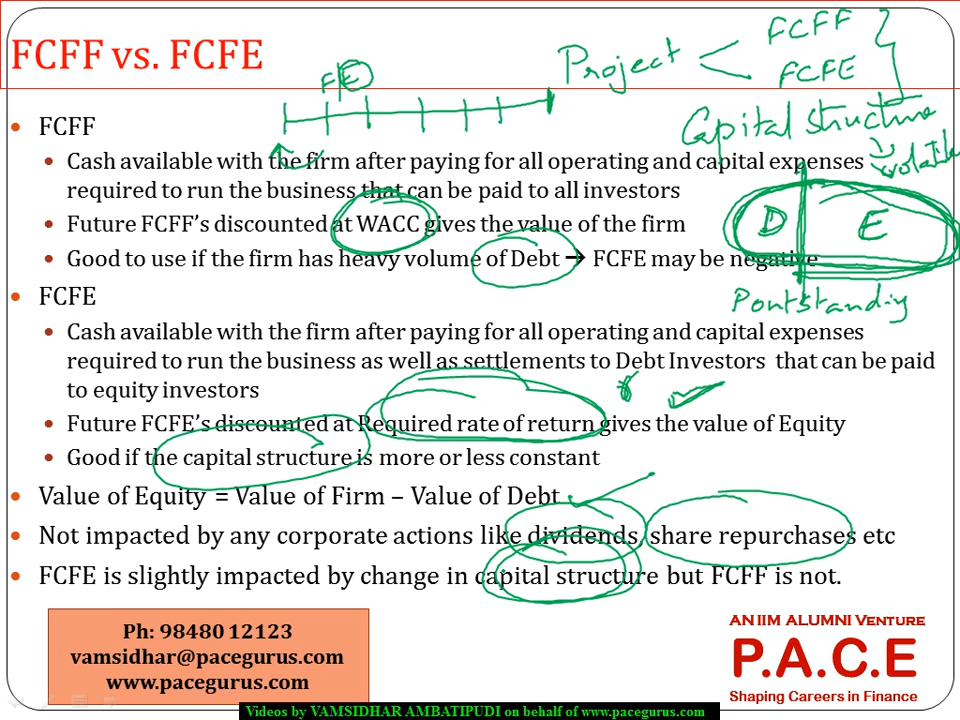 FCFF vs. FCFE
FCFF
FCFE
Project
F/E
Capital structure
volatile
D
E
• FCFF
• Cash available with the firm after paying for all operating and capital expenses
required to run the business that can be paid to all investors
• Future FCFF's discounted at WACC gives the value of the firm
• Good to use if the firm has heavy volume of Debt → FCFE may be negative
• FCFE
• Cash available with the firm after paying for all operating and capital expenses
required to run the business as well as settlements to Debt Investors that can be paid
to equity investors
• Future FCFE's discounted at Required rate of return gives the value of Equity
• Good if the capital structure is more or less constant
• Value of Equity = Value of Firm – Value of Debt
• Not impacted by any corporate actions like dividends, share repurchases etc
• FCFE is slightly impacted by change in capital structure but FCFF is not.
Ph: 98480 12123
vamsidhar@pacegurus.com
www.pacegurus.com
AN IIM ALUMNI VENTURE
P.A.C.E
Shaping Careers in Finance
Videos by VAMSIDHAR AMBATIPUDI on behalf of www.pacegurus.com